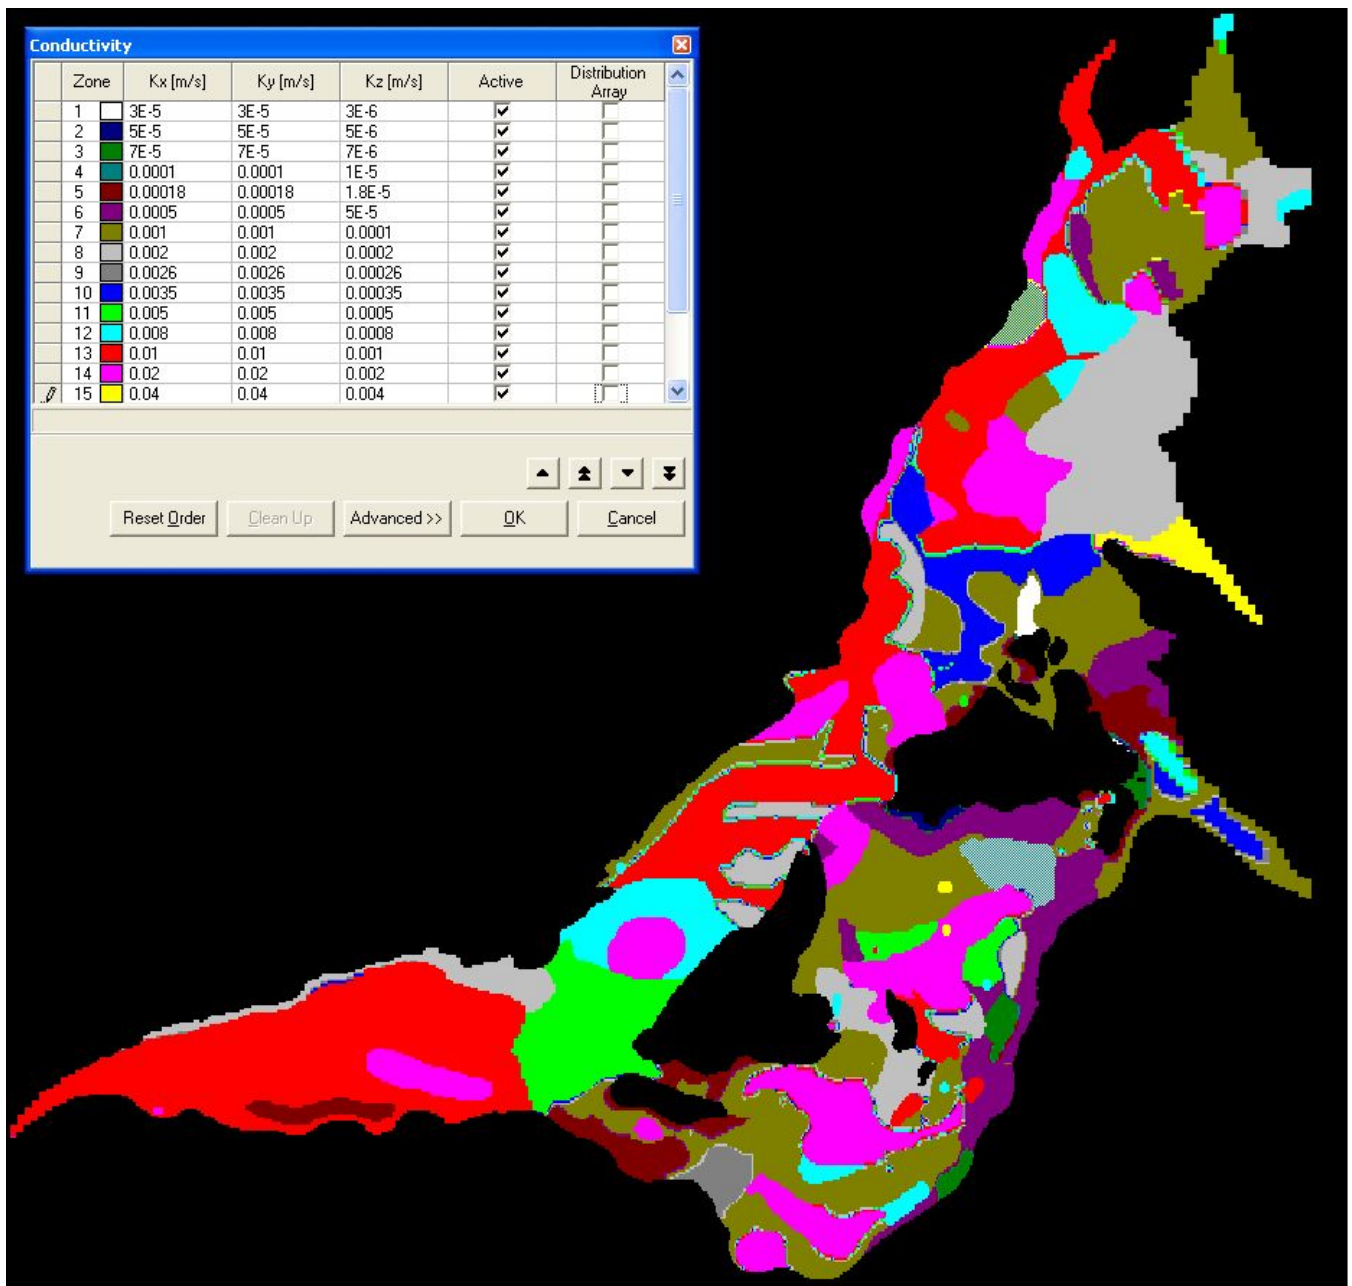 Conductivity
Zone Kx [m/s] Ky [m/s] Kz [m/s] Active Distribution Array
1 3E-5 3E-5 3E-6
2 5E-5 5E-5 5E-6
3 7E-5 7E-5 7E-6
4 0.0001 0.0001 1E-5
5 0.00018 0.00018 1.8E-5
6 0.0005 0.0005 5E-5
7 0.001 0.001 0.0001
8 0.002 0.002 0.0002
9 0.0026 0.0026 0.00026
10 0.0035 0.0035 0.00035
11 0.005 0.005 0.0005
12 0.008 0.008 0.0008
13 0.01 0.01 0.001
14 0.02 0.02 0.002
15 0.04 0.04 0.004
Reset Order Clean Up Advanced >> OK Cancel